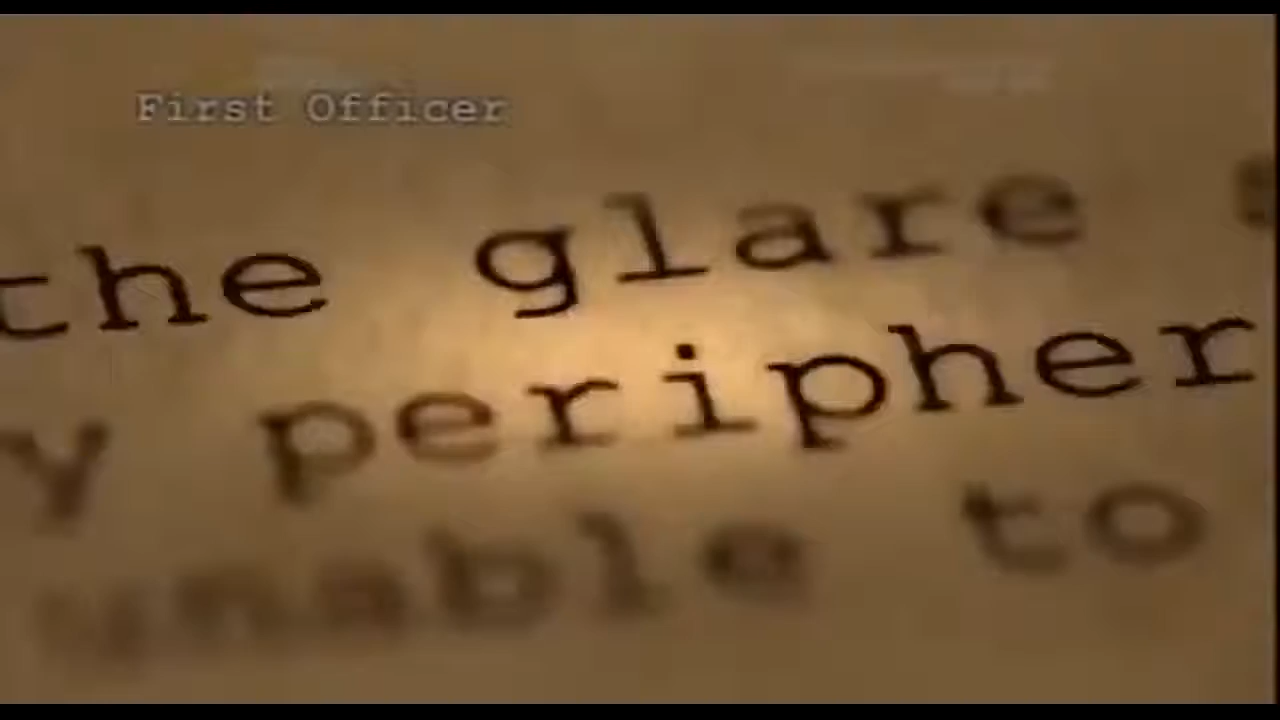 First Officer
the glare
y peripher
unable to